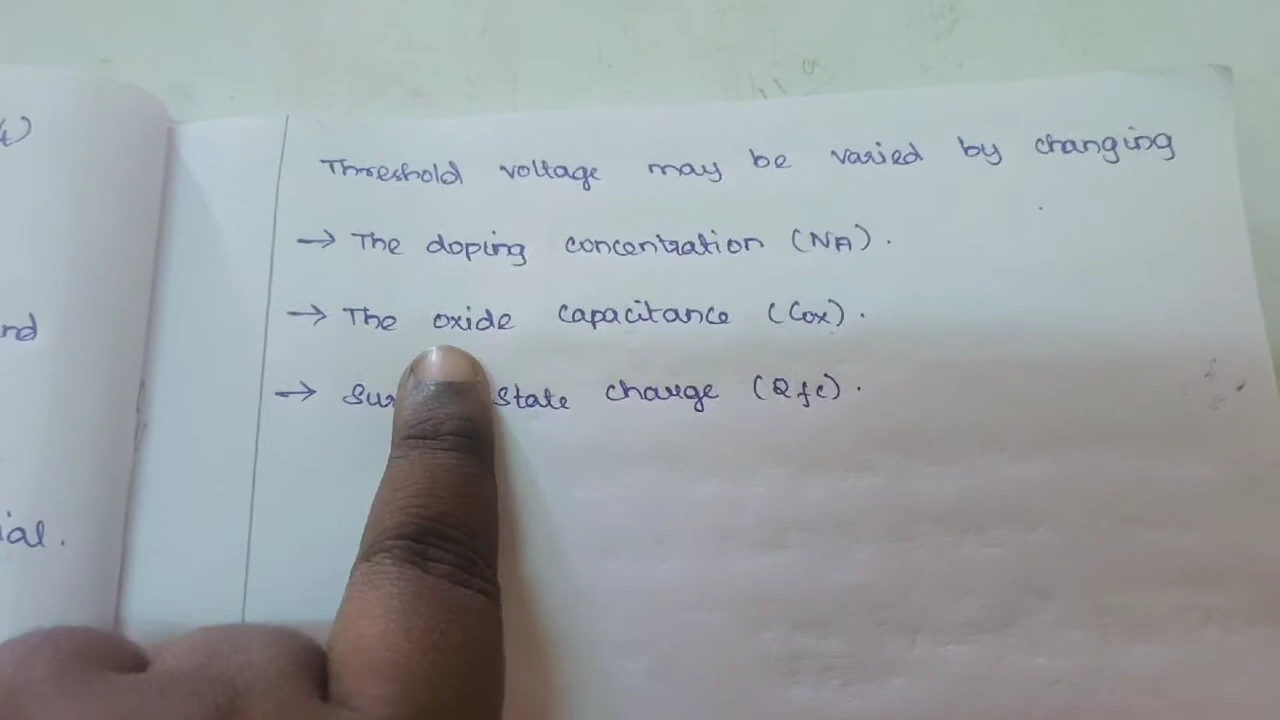 t)
Threshold voltage may be varied by changing
→ The doping concentration (NA).
→ The oxide capacitance (Cox).
nd
→ Sur State charge (Qfc).
ial.